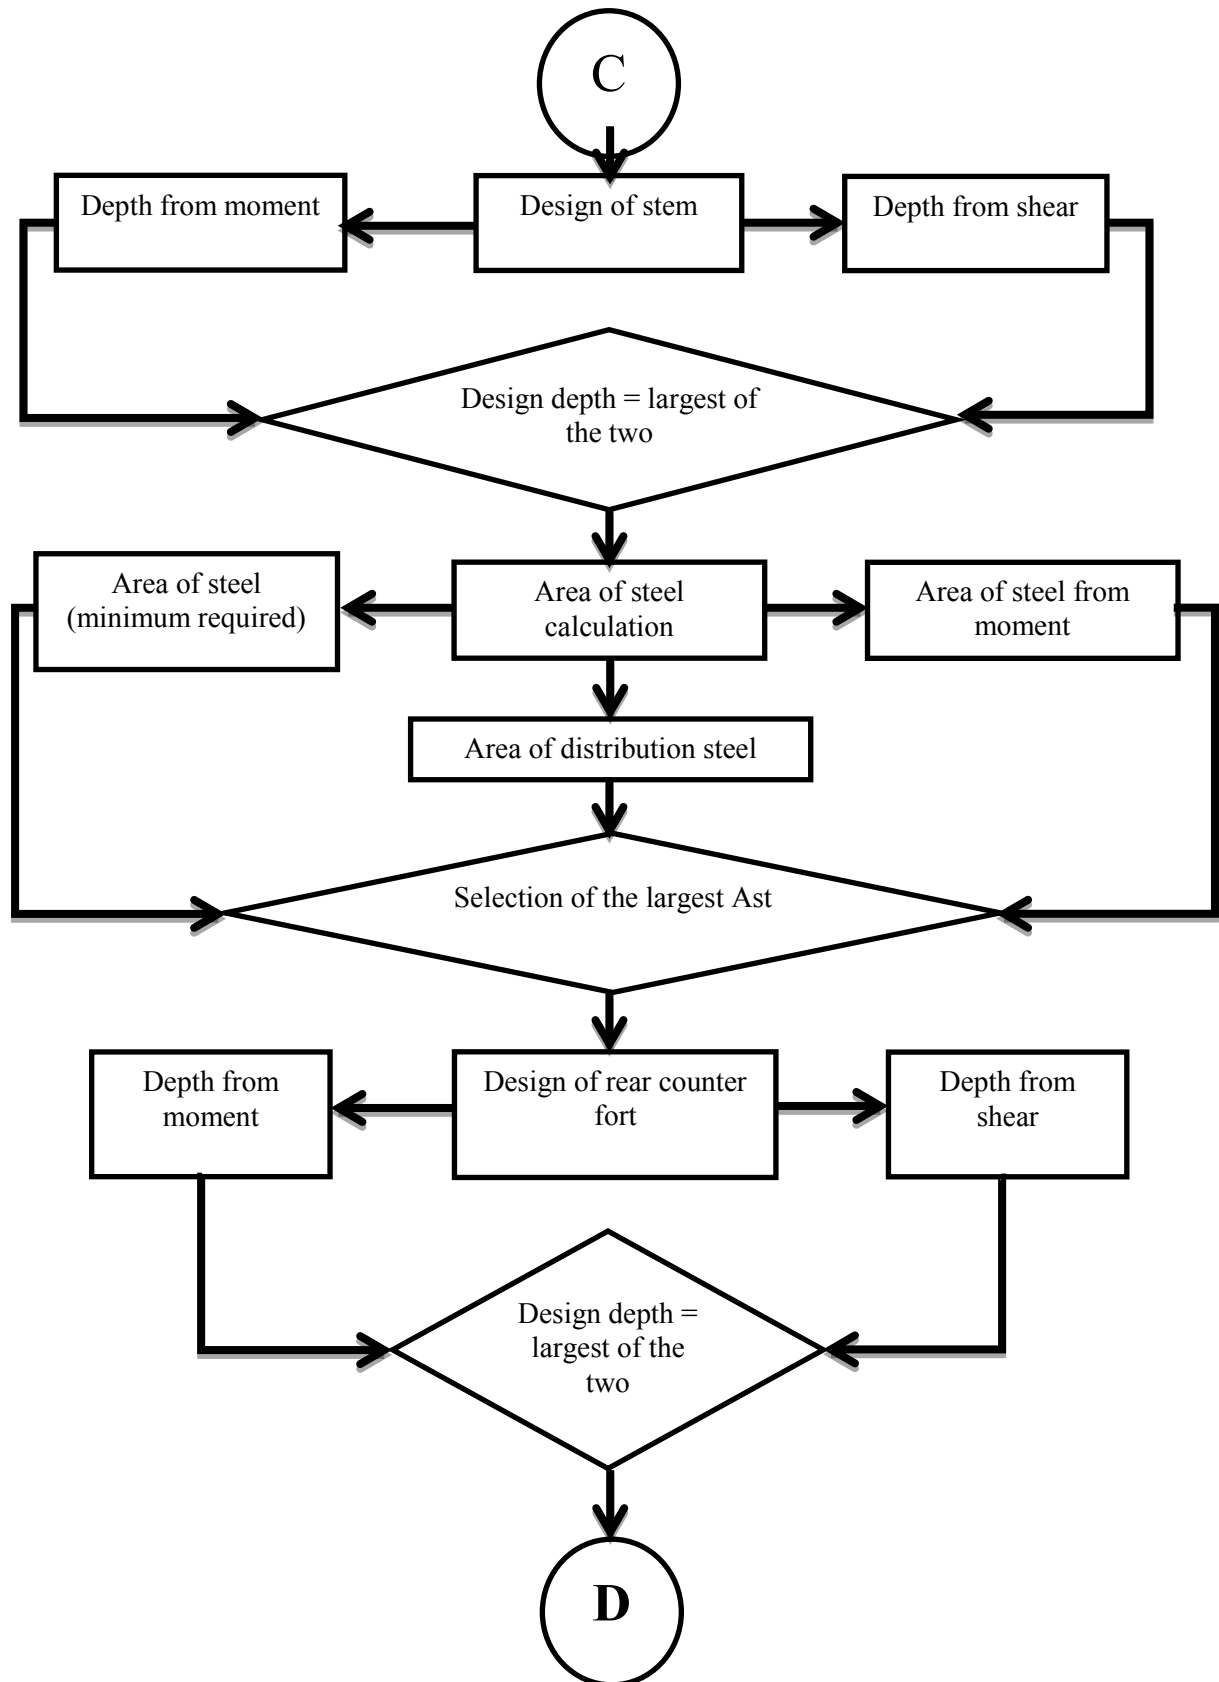 C
Depth from moment
Design of stem
Depth from shear
Design depth = largest of
the two
Area of steel
(minimum required)
Area of steel
calculation
Area of steel from
moment
Area of distribution steel
Selection of the largest Ast
Depth from
moment
Design of rear counter
fort
Depth from
shear
Design depth =
largest of the
two
D